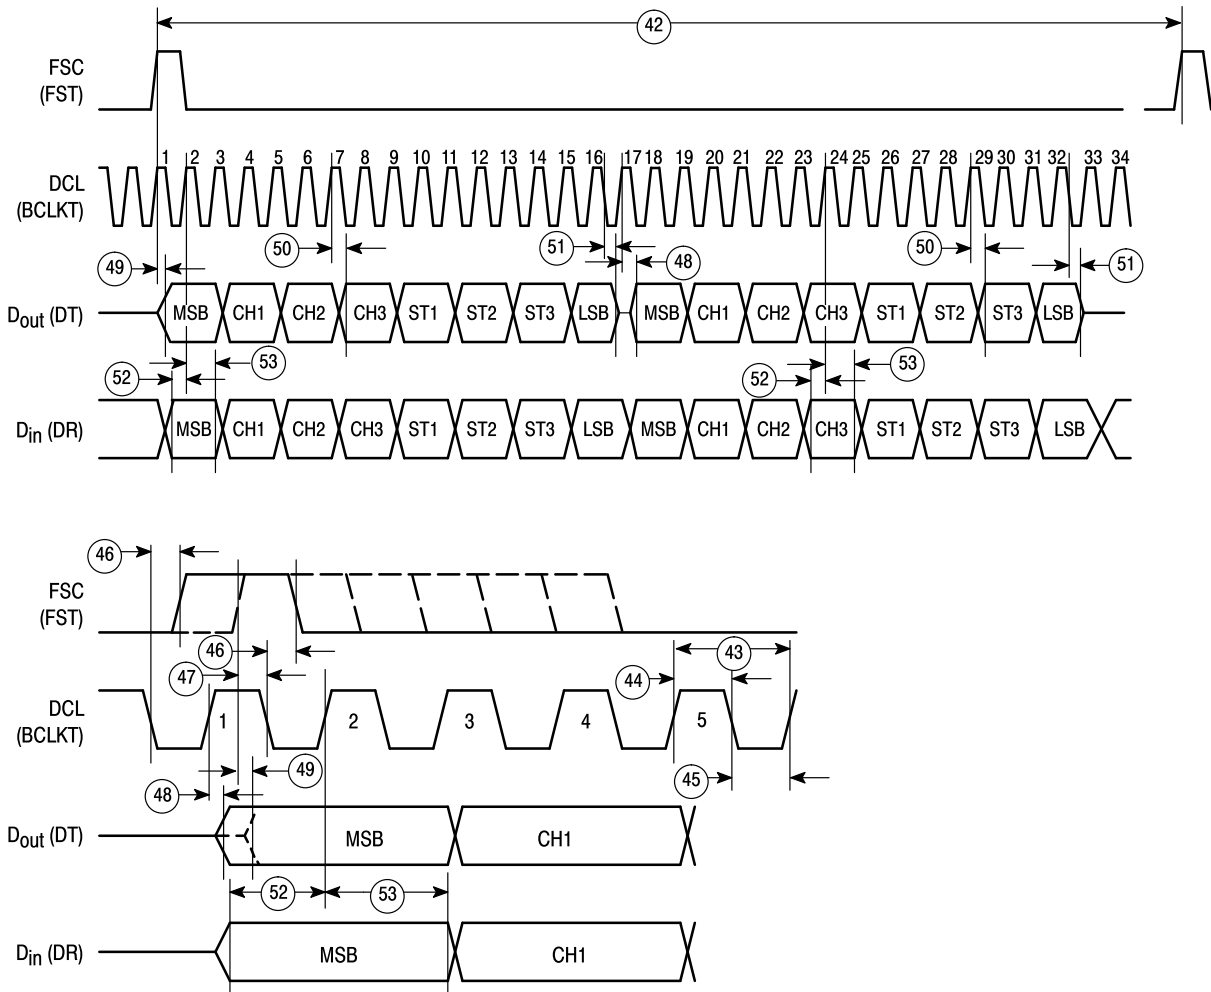 42
FSC
(FST)
1 2 3 4 5 6 7 8 9 10 11 12 13 14 15 16 17 18 19 20 21 22 23 24 25 26 27 28 29 30 31 32 33 34
DCL
(BCLKT)
49 50 51 48 50 51
Dout (DT) MSB CH1 CH2 CH3 ST1 ST2 ST3 LSB MSB CH1 CH2 CH3 ST1 ST2 ST3 LSB
52 53 52 53
Din (DR) MSB CH1 CH2 CH3 ST1 ST2 ST3 LSB MSB CH1 CH2 CH3 ST1 ST2 ST3 LSB
46
FSC
(FST)
46 43
47 44
DCL
(BCLKT)
1 2 3 4 5
49 45
48
Dout (DT) MSB CH1
52 53
Din (DR) MSB CH1